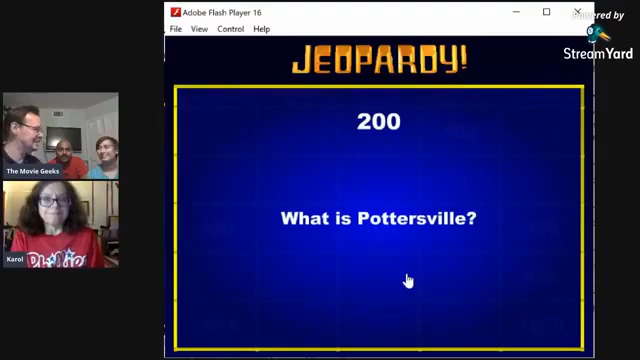 Adobe Flash Player 16
File View Control Help
Powered by
StreamYard
JEOPARDY!
200
What is Pottersville?
The Movie Geeks
Karol
Phillies